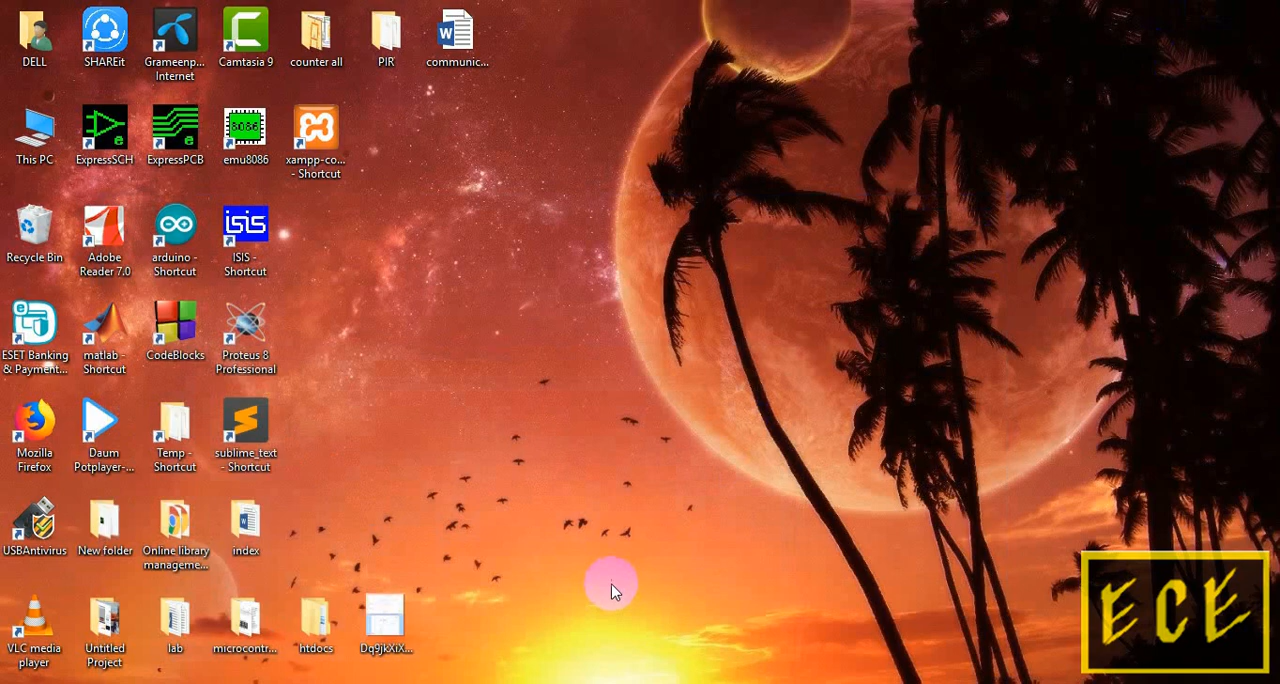 DELL
SHAREit
Grameenp...
Internet
Camtasia 9
counter all
PIR
communic...
This PC
ExpressSCH
ExpressPCB
8086
emu8086
xampp-co...
- Shortcut
Recycle Bin
Adobe
Reader 7.0
arduino -
Shortcut
isis
ISIS -
Shortcut
ESET Banking
& Payment...
matlab -
Shortcut
CodeBlocks
Proteus 8
Professional
Mozilla
Firefox
Daum
Potplayer-...
Temp -
Shortcut
sublime_text
- Shortcut
USBAntivirus
New folder
Online library
manageme...
index
VLC media
player
Untitled
Project
lab
microcontr...
htdocs
Dq9jkXiX...
ECE